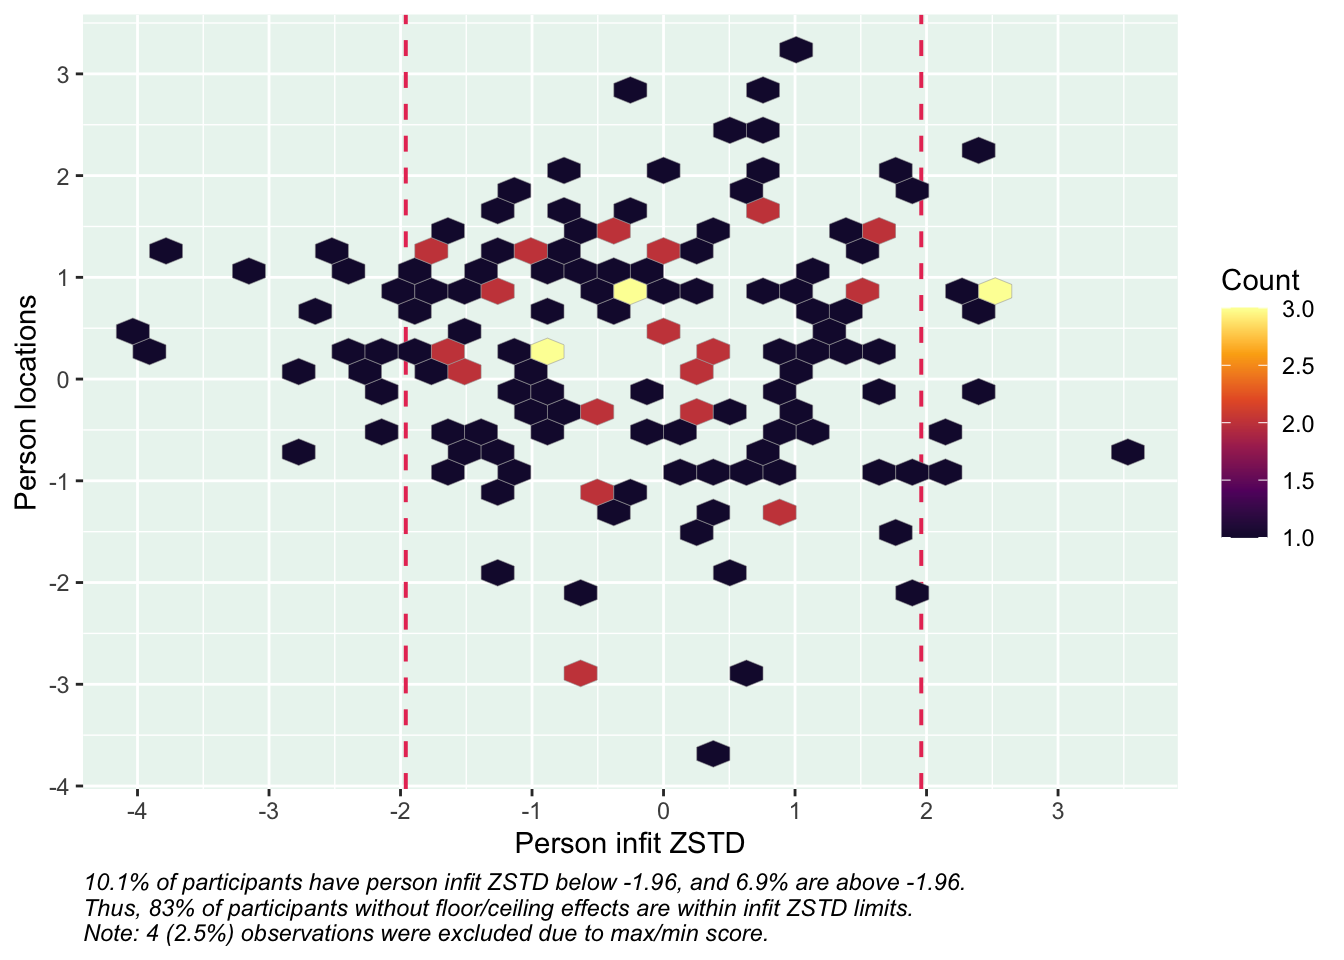 3
2
1
0
-1
-2
-3
-4
Person locations
-4 -3 -2 -1 0 1 2 3
Person infit ZSTD
Count
3.0
2.5
2.0
1.5
1.0
10.1% of participants have person infit ZSTD below -1.96, and 6.9% are above -1.96.
Thus, 83% of participants without floor/ceiling effects are within infit ZSTD limits.
Note: 4 (2.5%) observations were excluded due to max/min score.